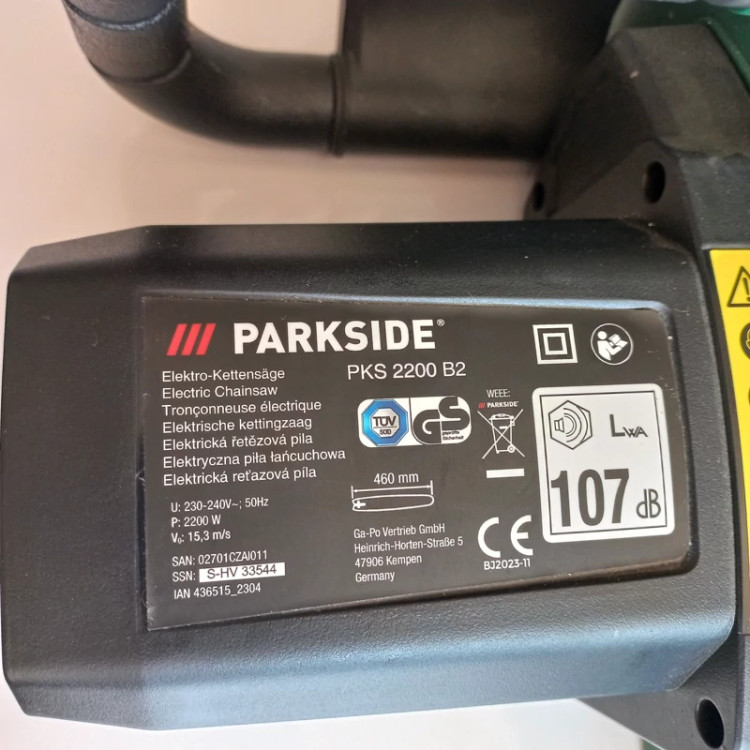 PARKSIDE®
Elektro-Kettensäge
Electric Chainsaw
Tronçonneuse électrique
Elektrische kettingzaag
Elektrická řetězová pila
Elektryczna piła łańcuchowa
Elektrická reťazová píla
PKS 2200 B2
U: 230-240V~; 50Hz
P: 2200 W
V₀: 15,3 m/s
SAN: 02701CZAI011
SSN: S-HV 33544
IAN 436515_2304
TÜV
SÜD
GS
geprüfte
Sicherheit
460 mm
Ga-Po Vertrieb GmbH
Heinrich-Horten-Straße 5
47906 Kempen
Germany
WEEE:
PARKSIDE®
CE
BJ2023-11
LWA
107 dB